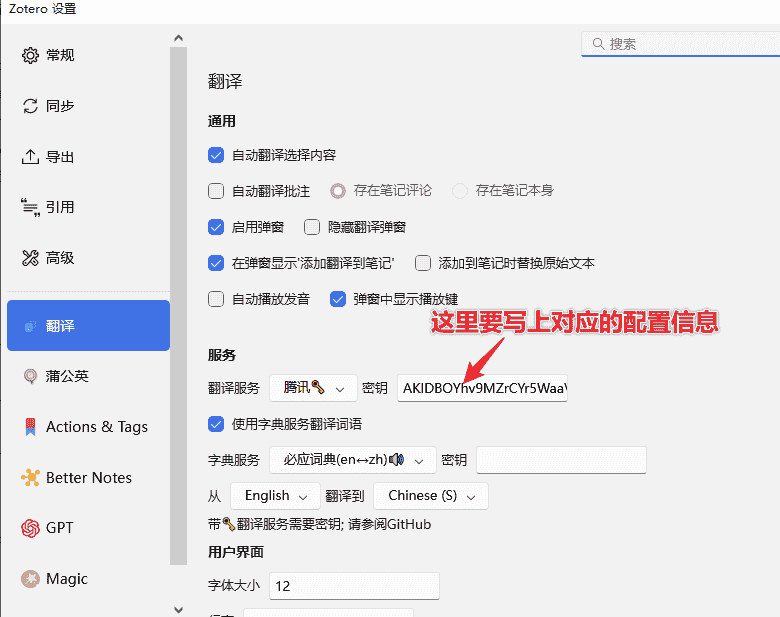 Zotero 设置
常规
同步
导出
引用
高级
翻译
蒲公英
Actions & Tags
Better Notes
GPT
Magic
搜索
翻译
通用
自动翻译选择内容
自动翻译批注 存在笔记评论 存在笔记本身
启用弹窗 隐藏翻译弹窗
在弹窗显示'添加翻译到笔记' 添加到笔记时替换原始文本
自动播放发音 弹窗中显示播放键
这里要写上对应的配置信息
服务
翻译服务 腾讯🗝️ 密钥 AKIDBOYhv9MZrCYr5Waa
使用字典服务翻译词语
字典服务 必应词典(en↔zh)🔊 密钥
从 English 翻译到 Chinese (S)
带🗝️翻译服务需要密钥; 请参阅GitHub
用户界面
字体大小 12